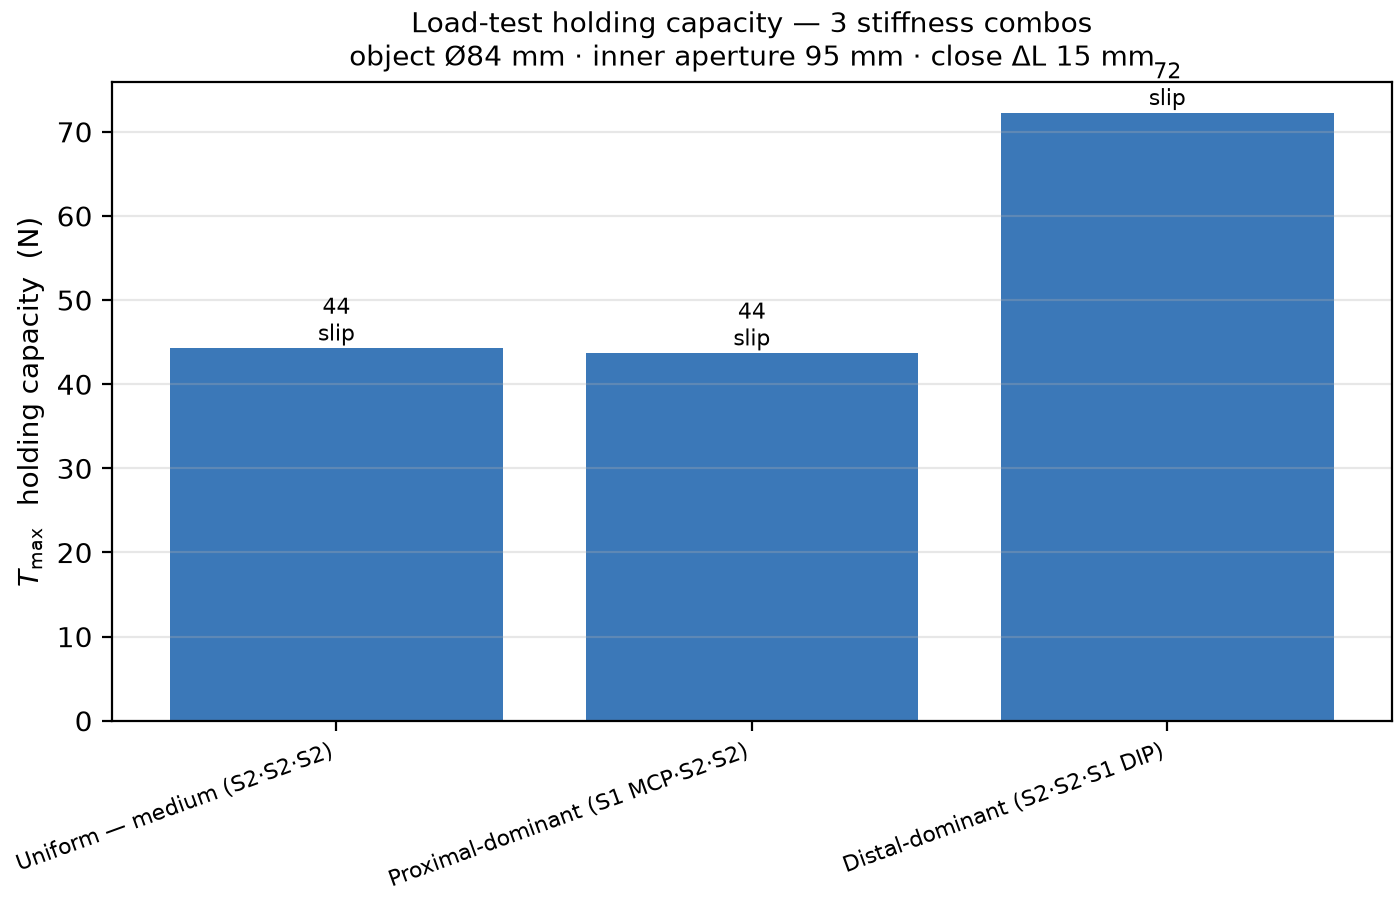 Load-test holding capacity — 3 stiffness combos
object Ø84 mm · inner aperture 95 mm · close ΔL 15 mm
T_max holding capacity (N)
70
60
50
40
30
20
10
0
44
slip
44
slip
72
slip
Uniform — medium (S2·S2·S2)
Proximal-dominant (S1 MCP·S2·S2)
Distal-dominant (S2·S2·S1 DIP)